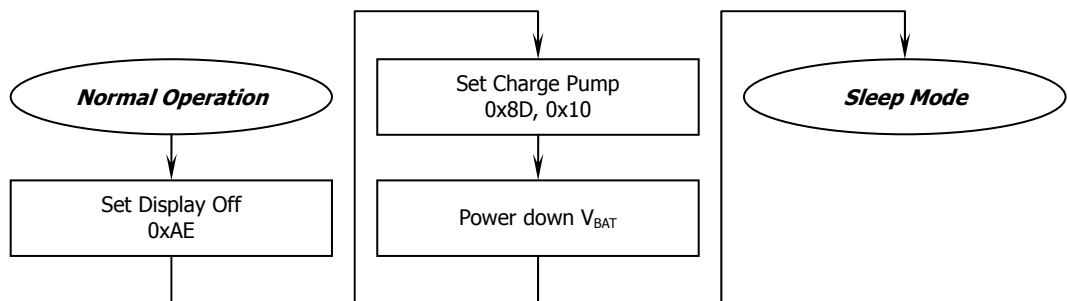 Normal Operation
Set Display Off
0xAE
Set Charge Pump
0x8D, 0x10
Power down VBAT
Sleep Mode